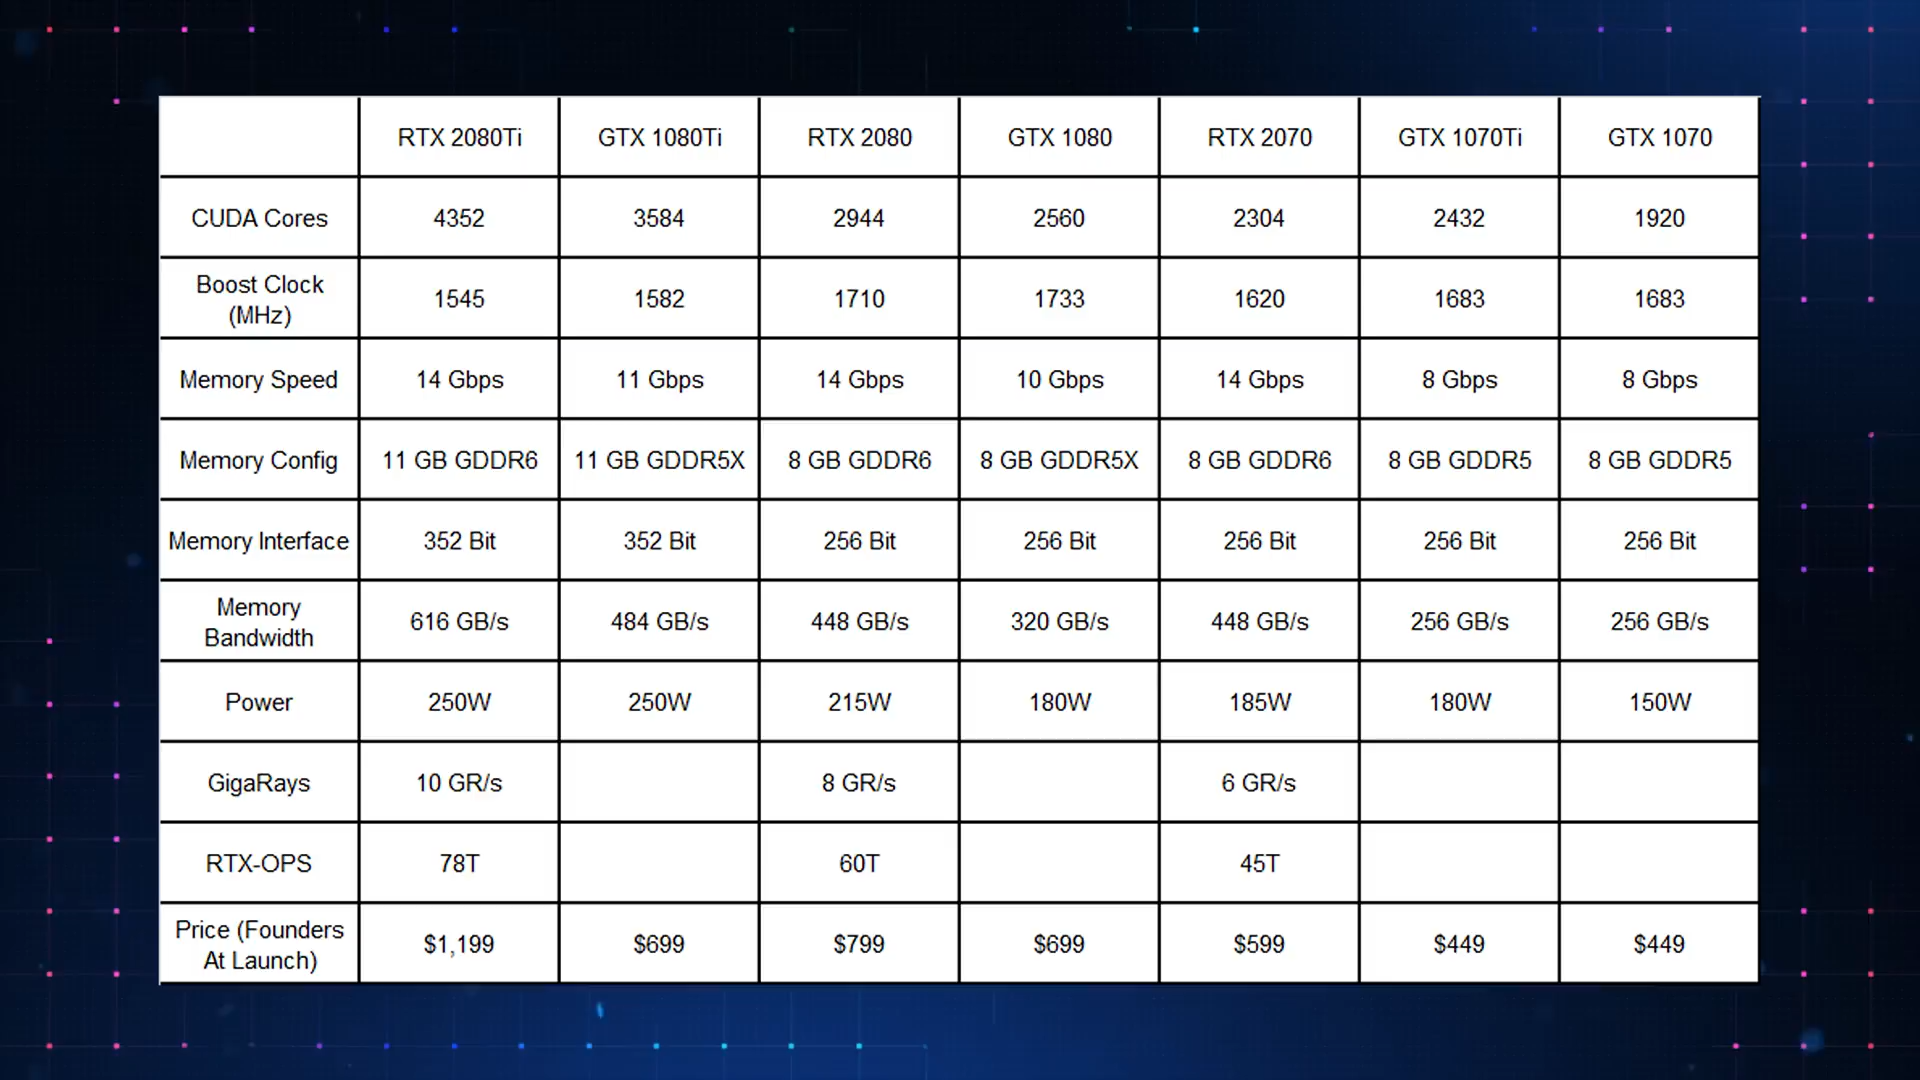 RTX 2080Ti GTX 1080Ti RTX 2080 GTX 1080 RTX 2070 GTX 1070Ti GTX 1070
CUDA Cores 4352 3584 2944 2560 2304 2432 1920
Boost Clock
(MHz) 1545 1582 1710 1733 1620 1683 1683
Memory Speed 14 Gbps 11 Gbps 14 Gbps 10 Gbps 14 Gbps 8 Gbps 8 Gbps
Memory Config 11 GB GDDR6 11 GB GDDR5X 8 GB GDDR6 8 GB GDDR5X 8 GB GDDR6 8 GB GDDR5 8 GB GDDR5
Memory Interface 352 Bit 352 Bit 256 Bit 256 Bit 256 Bit 256 Bit 256 Bit
Memory
Bandwidth 616 GB/s 484 GB/s 448 GB/s 320 GB/s 448 GB/s 256 GB/s 256 GB/s
Power 250W 250W 215W 180W 185W 180W 150W
GigaRays 10 GR/s 8 GR/s 6 GR/s
RTX-OPS 78T 60T 45T
Price (Founders
At Launch) $1,199 $699 $799 $699 $599 $449 $449